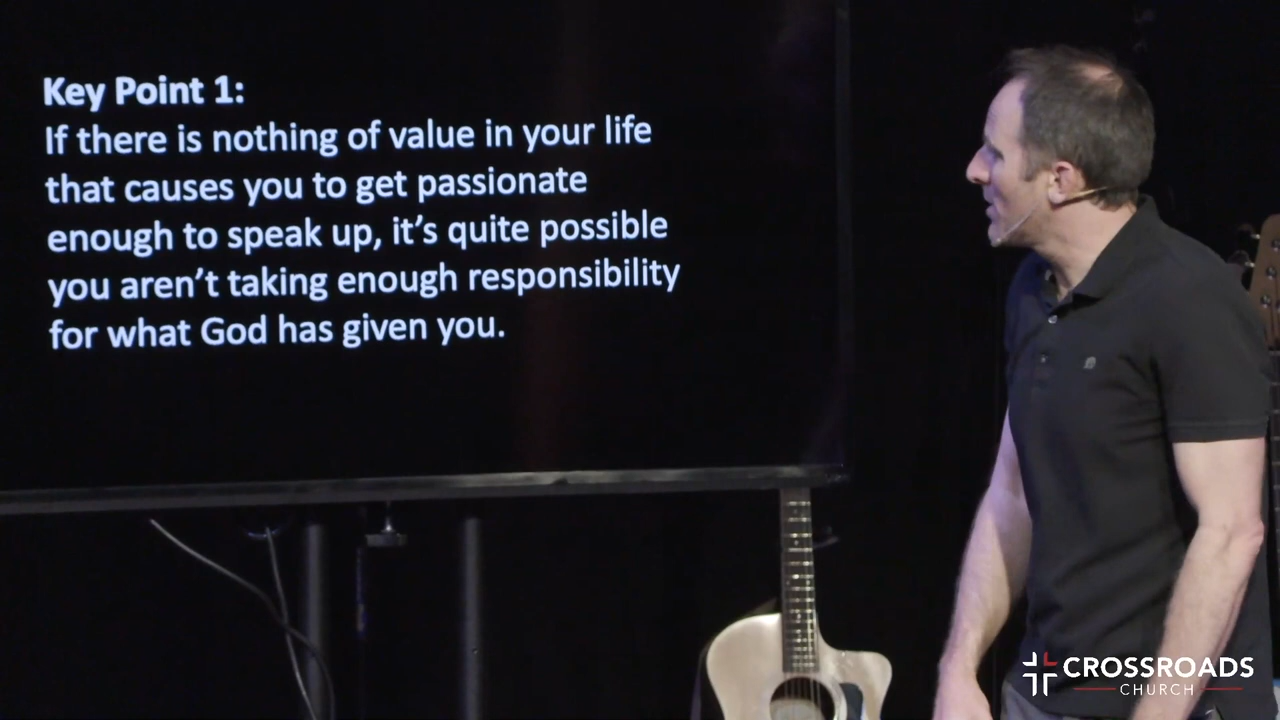 Key Point 1:
If there is nothing of value in your life
that causes you to get passionate
enough to speak up, it’s quite possible
you aren’t taking enough responsibility
for what God has given you.
CROSSROADS
CHURCH